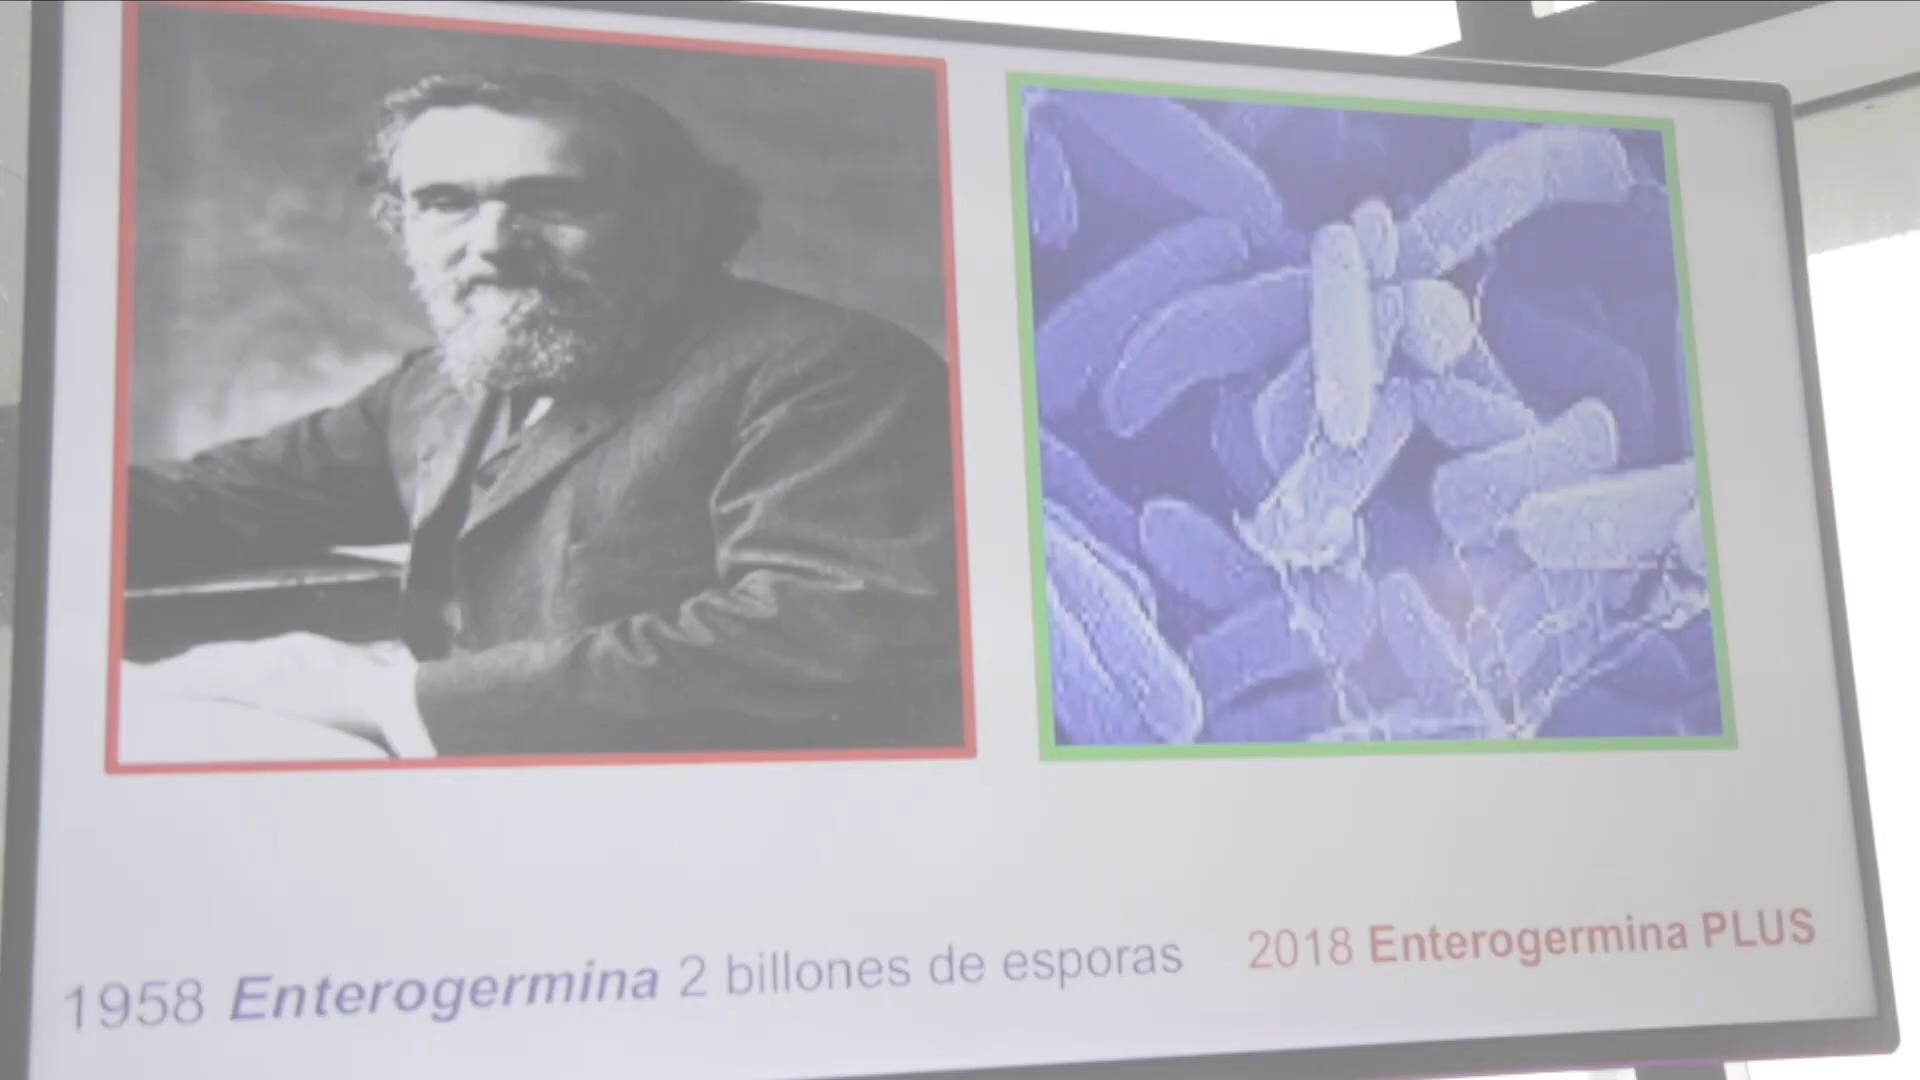 1958 Enterogermina 2 billones de esporas
2018 Enterogermina PLUS